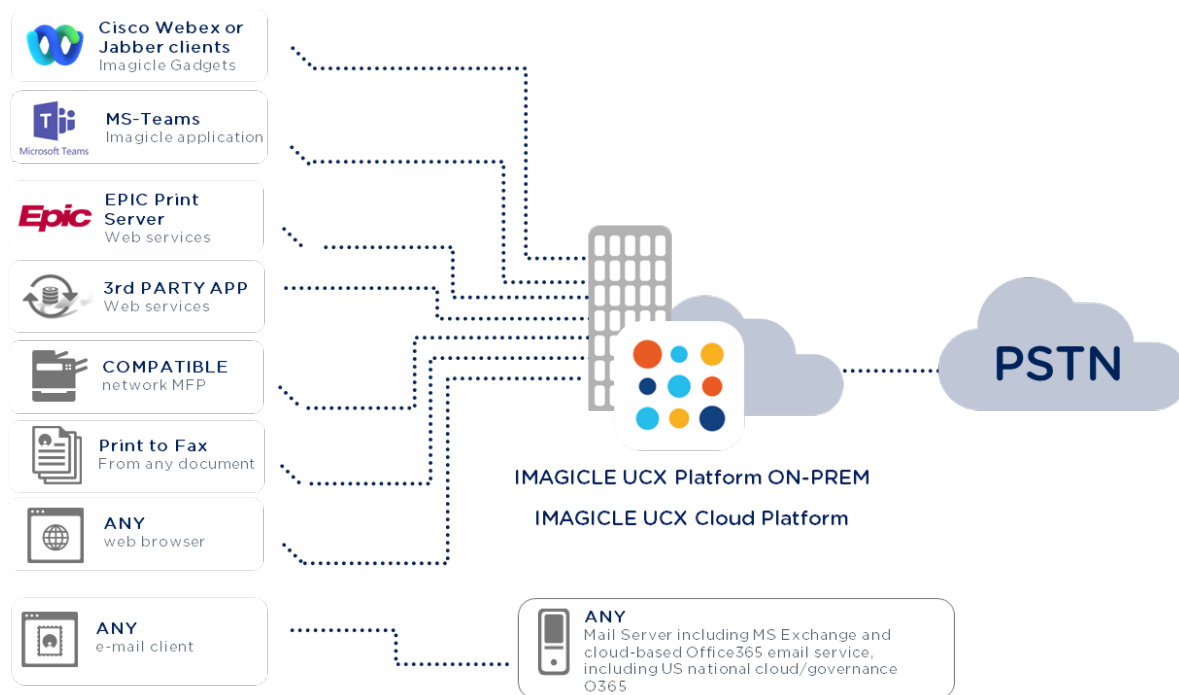 Cisco Webex or
Jabber clients
Imagicle Gadgets
T
Microsoft Teams
MS-Teams
Imagicle application
Epic
EPIC Print
Server
Web services
3rd PARTY APP
Web services
COMPATIBLE
network MFP
Print to Fax
From any document
ANY
web browser
ANY
e-mail client
IMAGICLE UCX Platform ON-PREM
IMAGICLE UCX Cloud Platform
PSTN
ANY
Mail Server including MS Exchange and
cloud-based Office365 email service,
including US national cloud/governance
O365